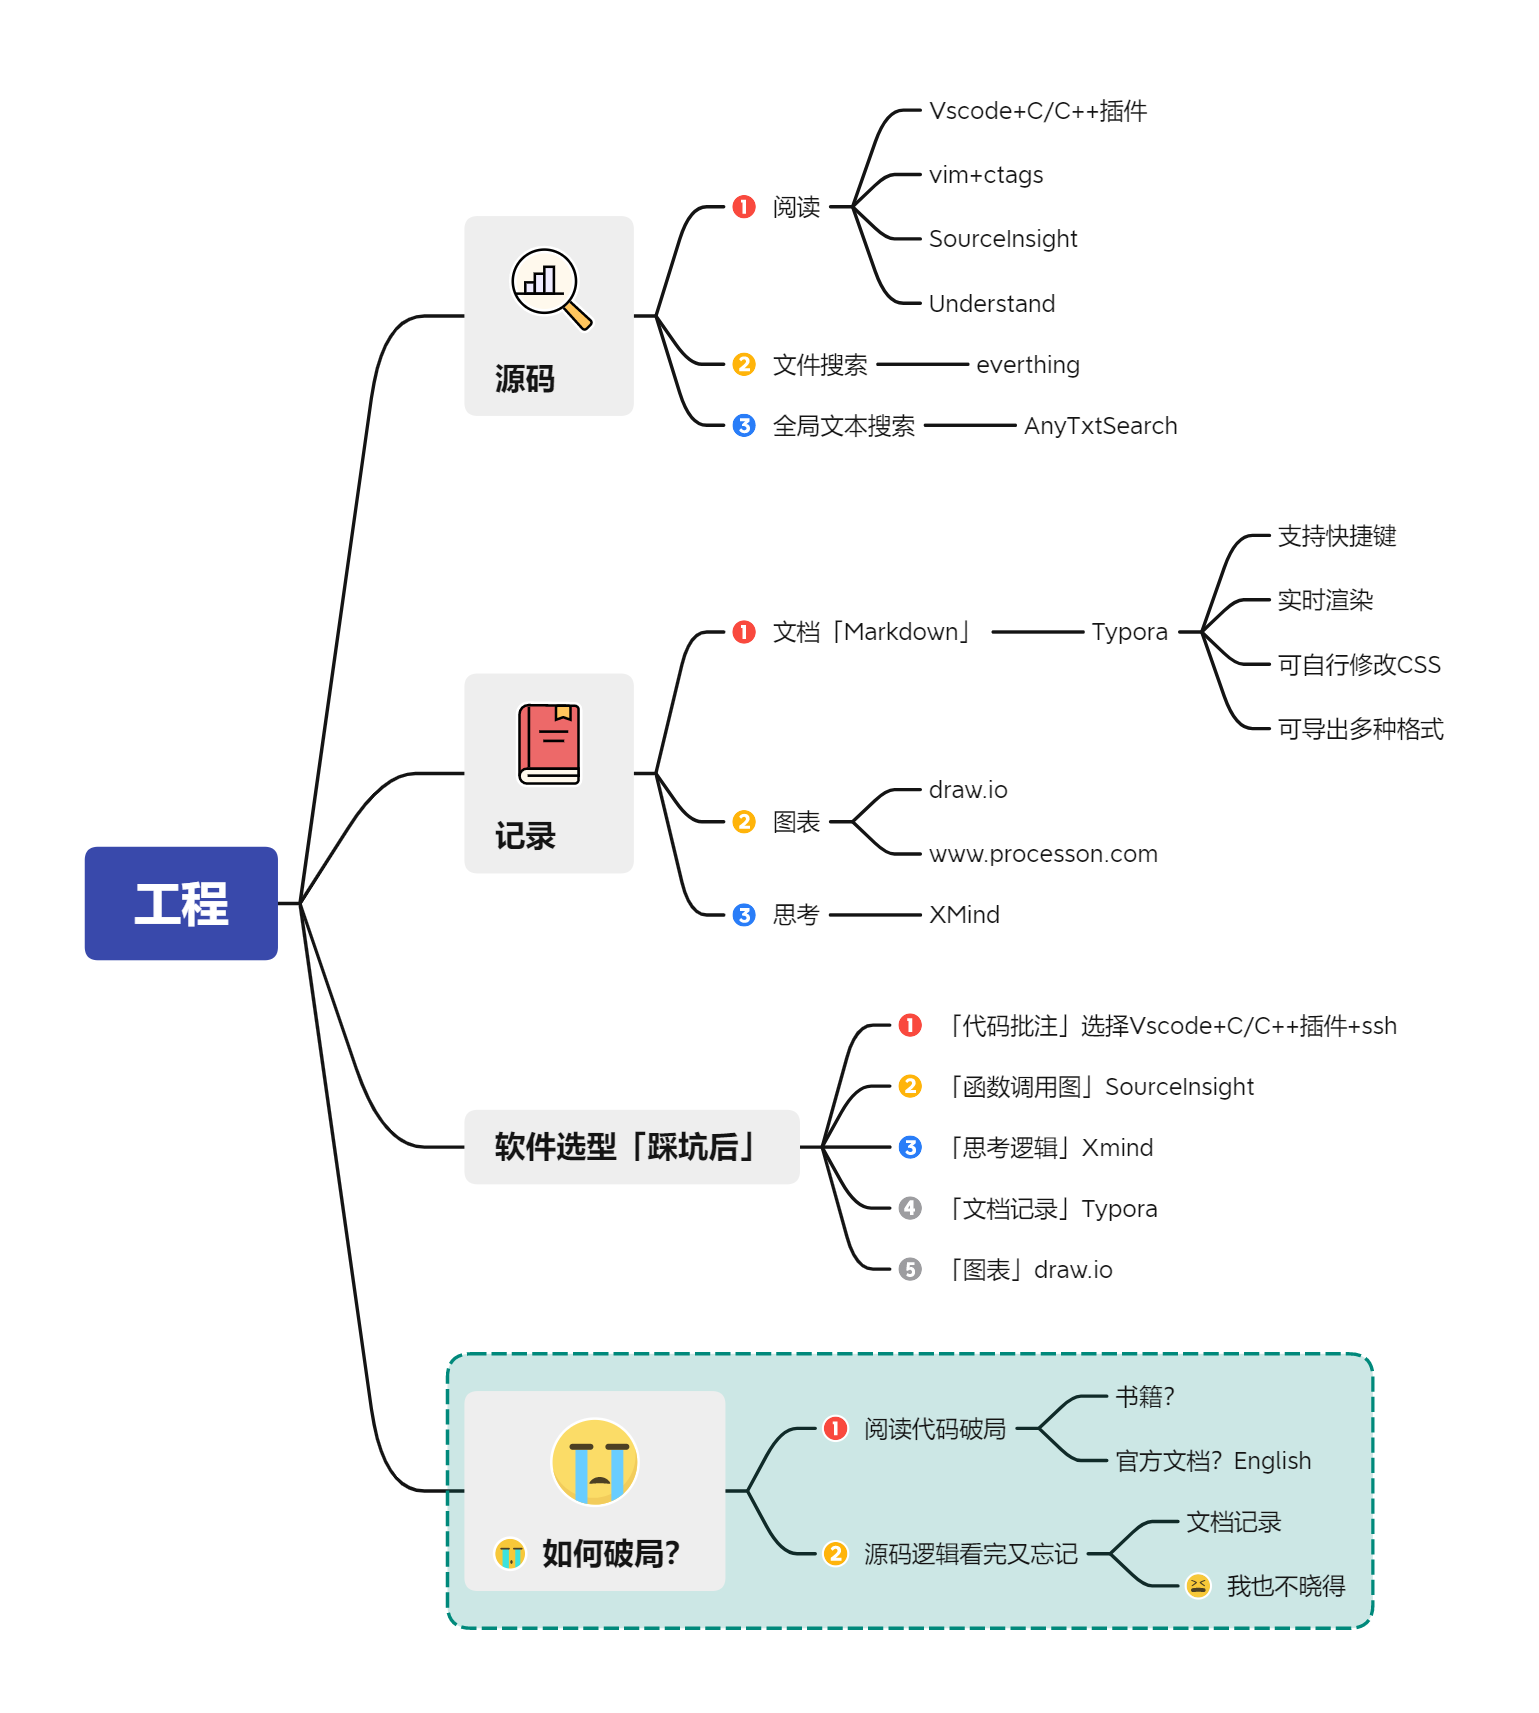 工程
源码
1 阅读
Vscode+C/C++插件
vim+ctags
SourceInsight
Understand
2 文件搜索
everthing
3 全局文本搜索
AnyTxtSearch
记录
1 文档「Markdown」
Typora
支持快捷键
实时渲染
可自行修改CSS
可导出多种格式
2 图表
draw.io
www.processon.com
3 思考
XMind
软件选型「踩坑后」
1 「代码批注」选择Vscode+C/C++插件+ssh
2 「函数调用图」SourceInsight
3 「思考逻辑」Xmind
4 「文档记录」Typora
5 「图表」draw.io
如何破局?
1 阅读代码破局
书籍?
官方文档? English
2 源码逻辑看完又忘记
文档记录
我也不晓得